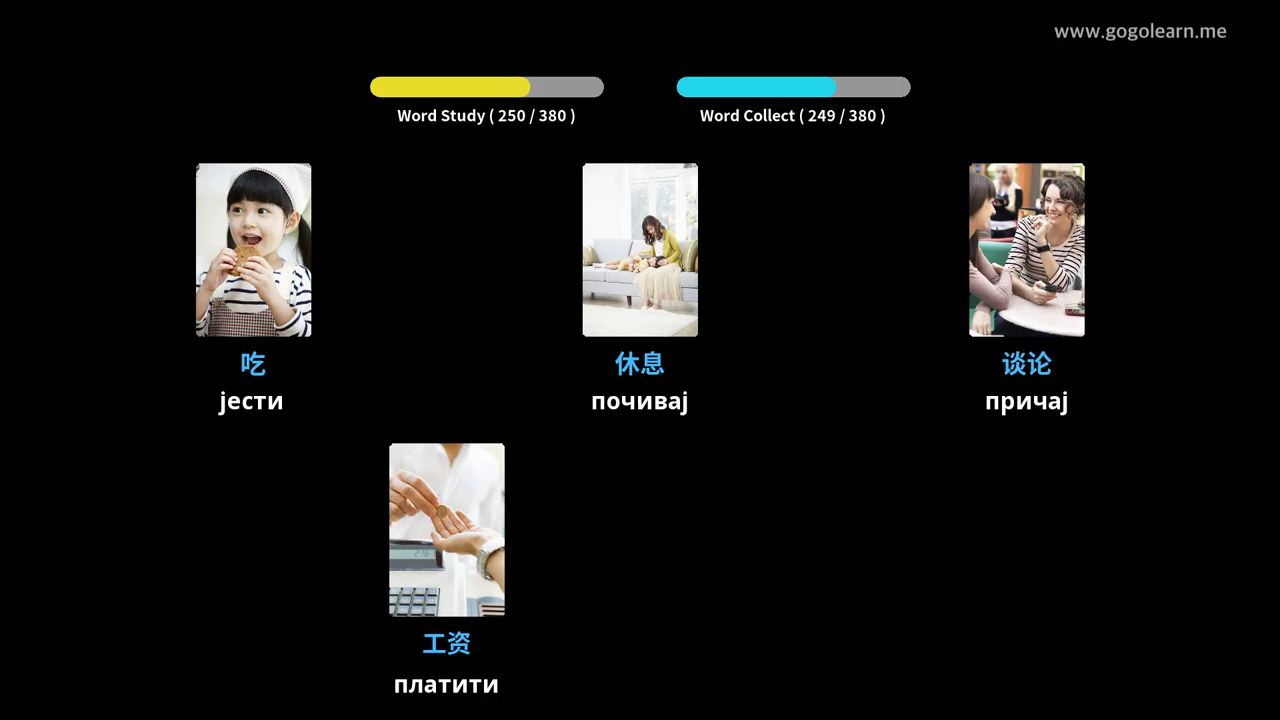 www.gogolearn.me
Word Study ( 250 / 380 )
Word Collect ( 249 / 380 )
吃
休息
谈论
јести
почивај
причај
工资
платити